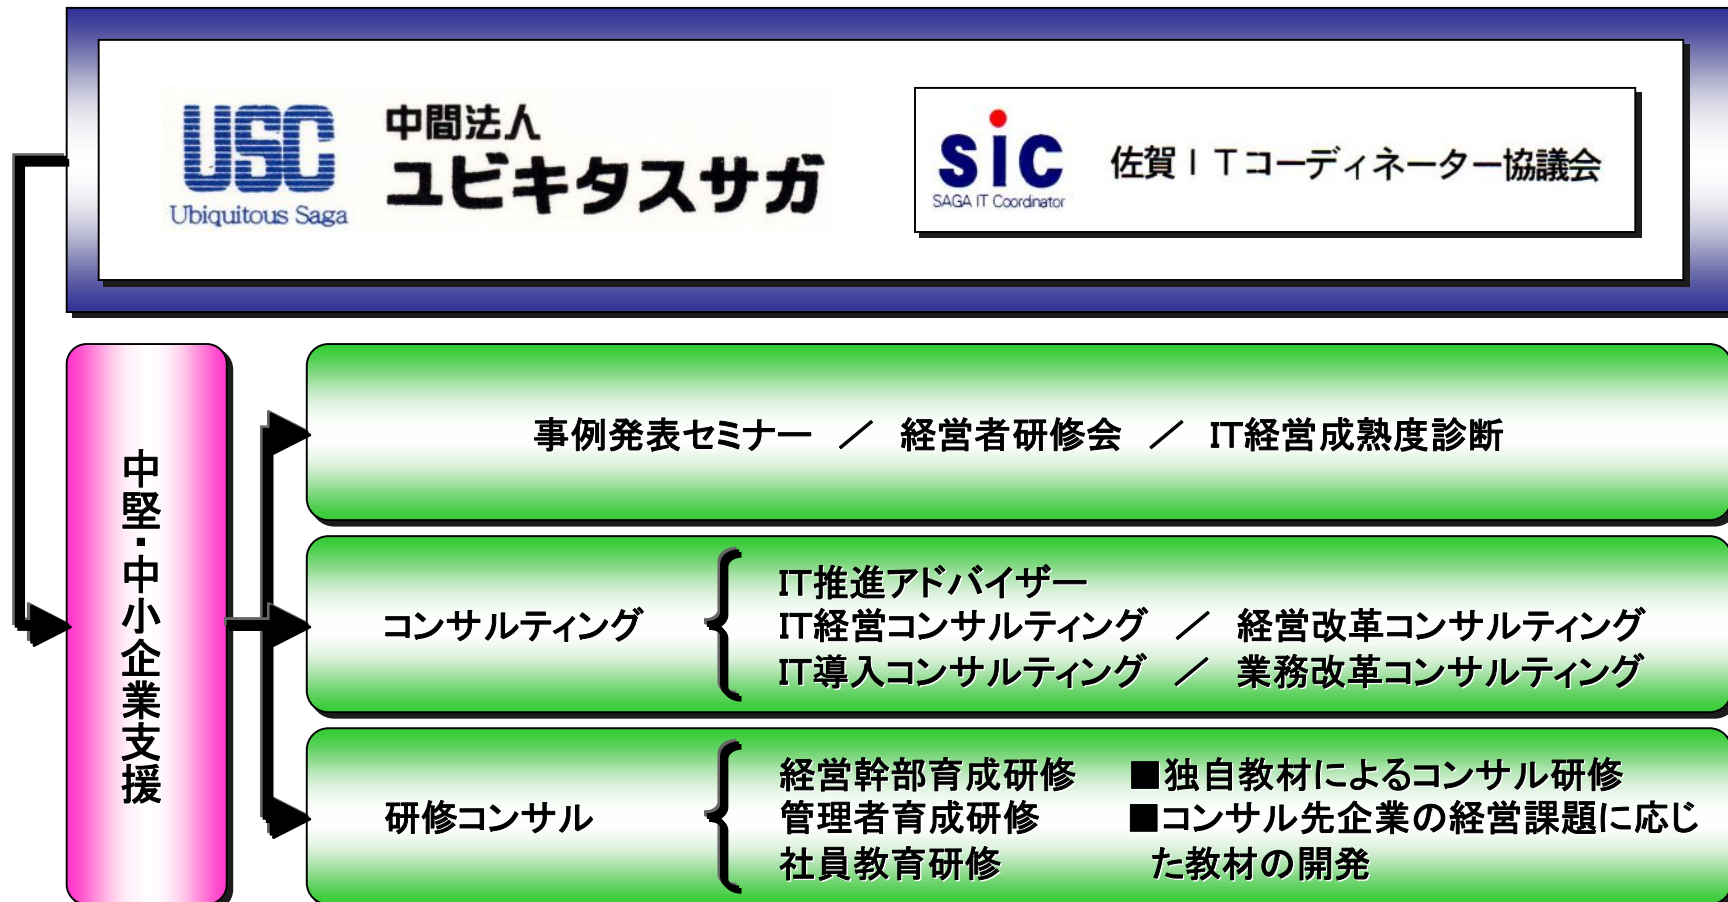 USC
Ubiquitous Saga
中間法人
ユビキタスサガ
sic
SAGA IT Coordinator
佐賀ITコーディネーター協議会
中堅・中小企業支援
事例発表セミナー ／ 経営者研修会 ／ IT経営成熟度診断
コンサルティング
IT推進アドバイザー
IT経営コンサルティング ／ 経営改革コンサルティング
IT導入コンサルティング ／ 業務改革コンサルティング
研修コンサル
経営幹部育成研修
管理者育成研修
社員教育研修
■独自教材によるコンサル研修
■コンサル先企業の経営課題に応じ
た教材の開発